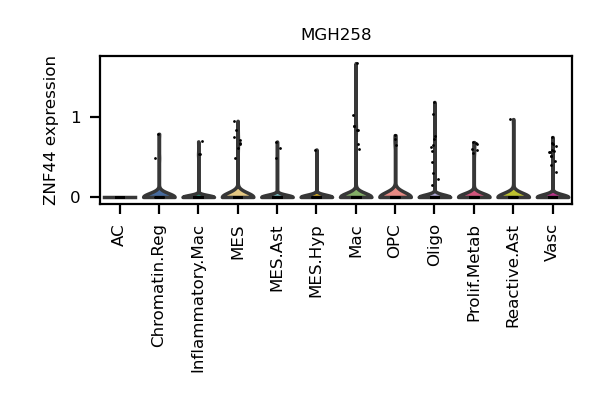 MGH258
ZNF44 expression
1
0
AC
Chromatin.Reg
Inflammatory.Mac
MES
MES.Ast
MES.Hyp
Mac
OPC
Oligo
Prolif.Metab
Reactive.Ast
Vasc